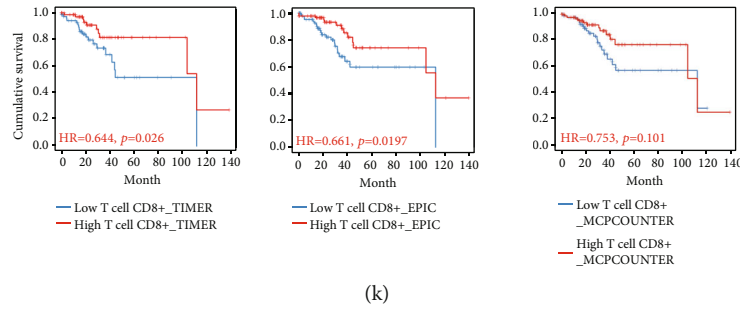 Cumulative survival
1.0
0.8
0.6
0.4
0.2
0.0
HR=0.644, p=0.026
0 20 40 60 80 100 120 140
Month
Low T cell CD8+_TIMER
High T cell CD8+_TIMER
1.0
0.8
0.6
0.4
0.2
0.0
HR=0.661, p=0.0197
0 20 40 60 80 100 120 140
Month
Low T cell CD8+_EPIC
High T cell CD8+_EPIC
1.0
0.8
0.6
0.4
0.2
0.0
HR=0.753, p=0.101
0 20 40 60 80 100 120 140
Month
Low T cell CD8+
_MCPCOUNTER
High T cell CD8+
_MCPCOUNTER
(k)